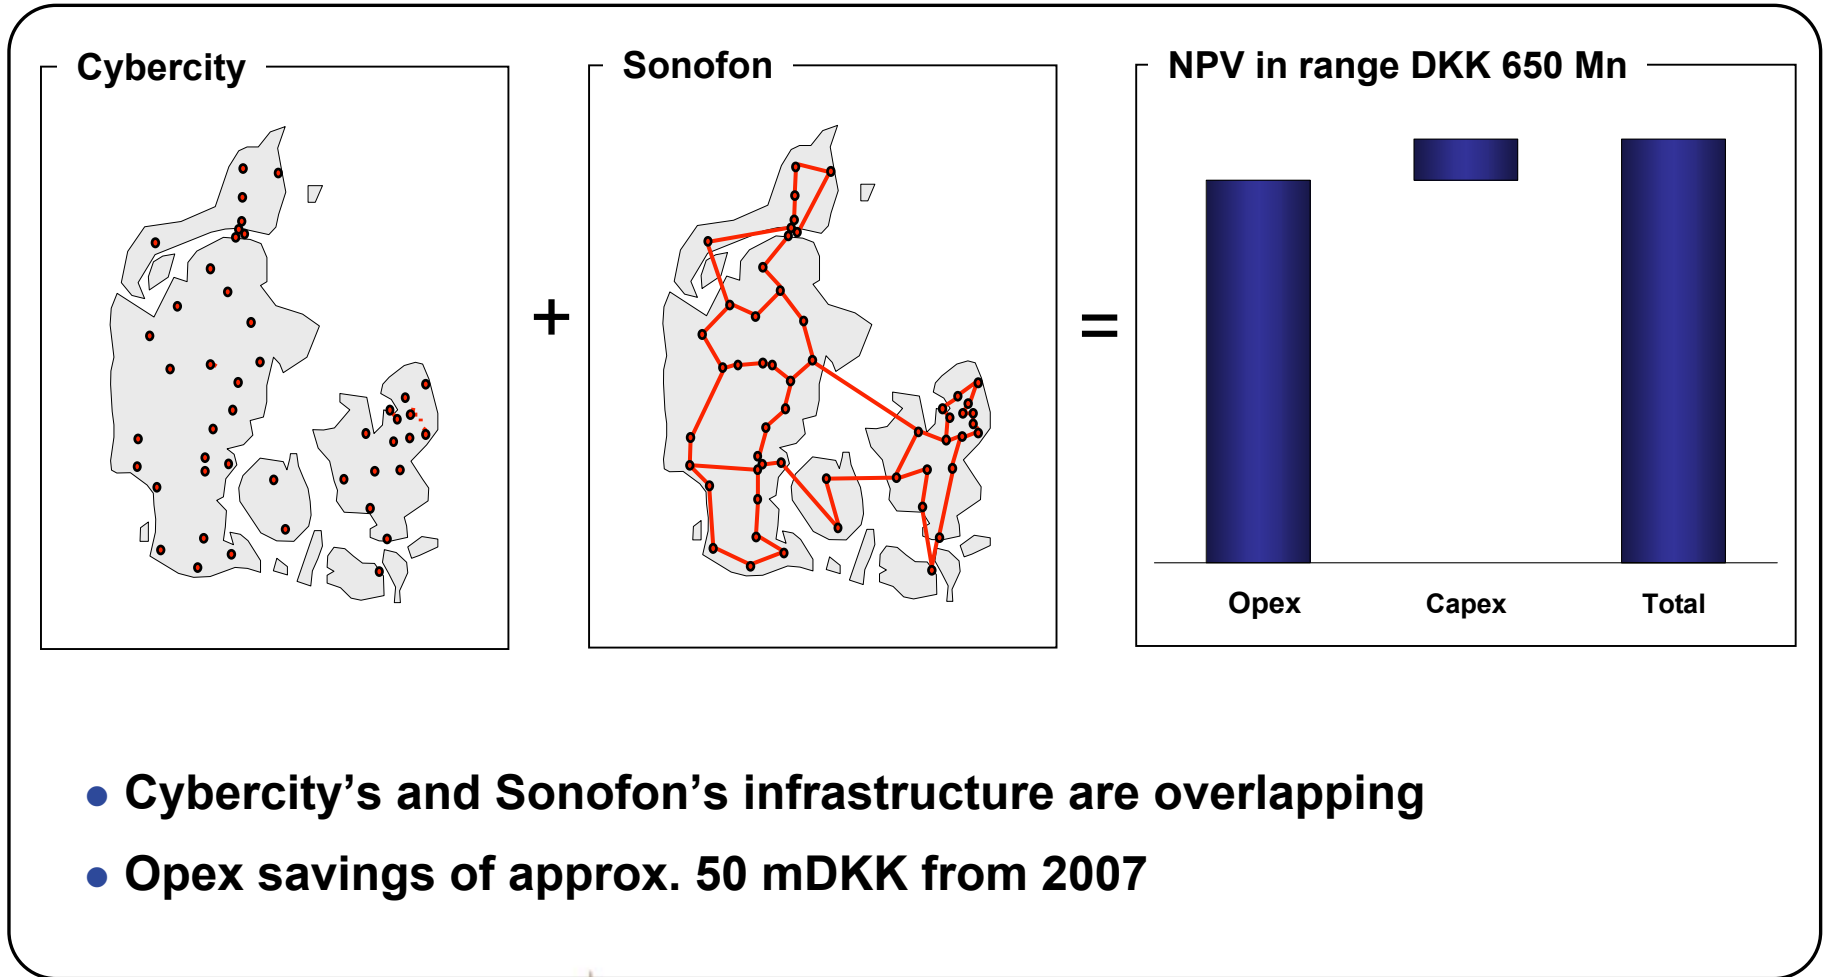 Cybercity
Sonofon
NPV in range DKK 650 Mn
+
=
Opex
Capex
Total
• Cybercity’s and Sonofon’s infrastructure are overlapping
• Opex savings of approx. 50 mDKK from 2007